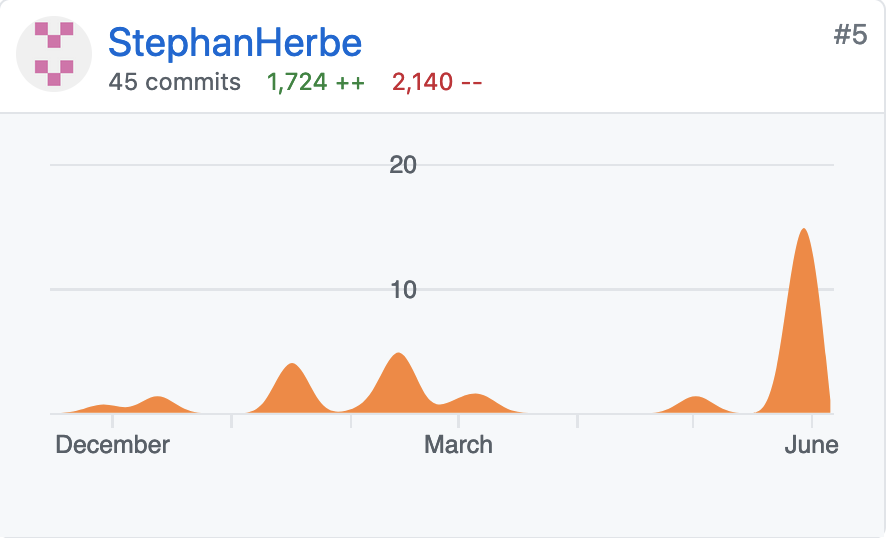 StephanHerbe
#5
45 commits 1,724 ++ 2,140 --
20
10
December March June